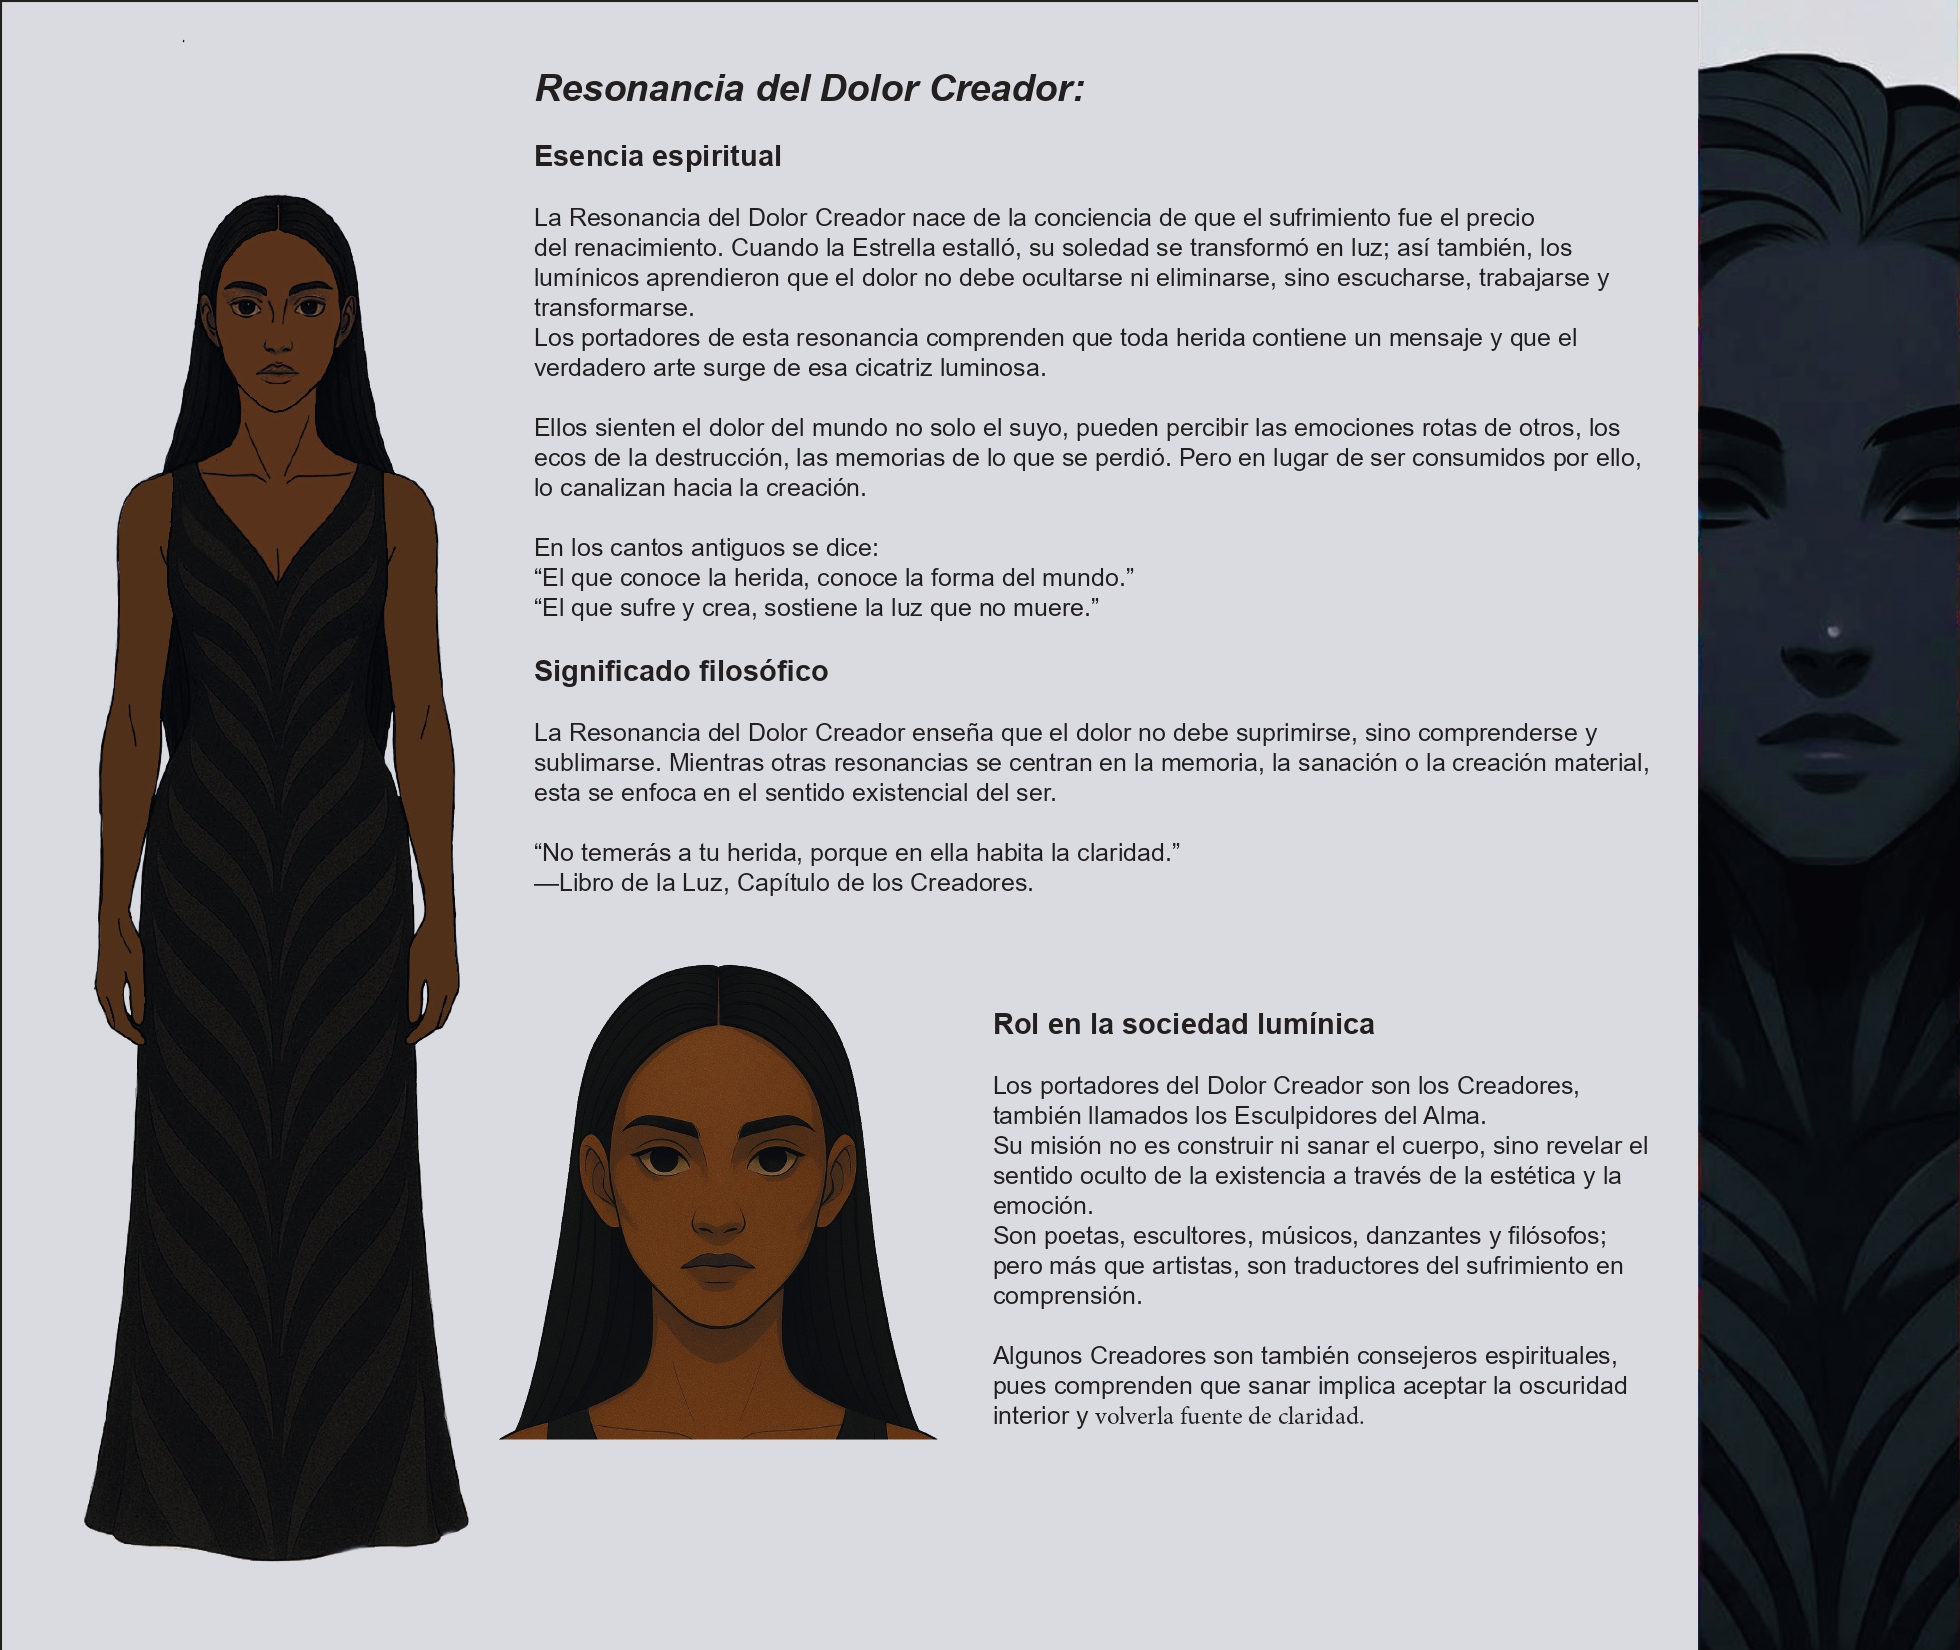 Resonancia del Dolor Creador:
Esencia espiritual
La Resonancia del Dolor Creador nace de la conciencia de que el sufrimiento fue el precio
del renacimiento. Cuando la Estrella estalló, su soledad se transformó en luz; así también, los
lumínicos aprendieron que el dolor no debe ocultarse ni eliminarse, sino escucharse, trabajarse y
transformarse.
Los portadores de esta resonancia comprenden que toda herida contiene un mensaje y que el
verdadero arte surge de esa cicatriz luminosa.
Ellos sienten el dolor del mundo no solo el suyo, pueden percibir las emociones rotas de otros, los
ecos de la destrucción, las memorias de lo que se perdió. Pero en lugar de ser consumidos por ello,
lo canalizan hacia la creación.
En los cantos antiguos se dice:
“El que conoce la herida, conoce la forma del mundo.”
“El que sufre y crea, sostiene la luz que no muere.”
Significado filosófico
La Resonancia del Dolor Creador enseña que el dolor no debe suprimirse, sino comprenderse y
sublimarse. Mientras otras resonancias se centran en la memoria, la sanación o la creación material,
esta se enfoca en el sentido existencial del ser.
“No temerás a tu herida, porque en ella habita la claridad.”
—Libro de la Luz, Capítulo de los Creadores.
Rol en la sociedad lumínica
Los portadores del Dolor Creador son los Creadores,
también llamados los Esculpidores del Alma.
Su misión no es construir ni sanar el cuerpo, sino revelar el
sentido oculto de la existencia a través de la estética y la
emoción.
Son poetas, escultores, músicos, danzantes y filósofos;
pero más que artistas, son traductores del sufrimiento en
comprensión.
Algunos Creadores son también consejeros espirituales,
pues comprenden que sanar implica aceptar la oscuridad
interior y volverla fuente de claridad.